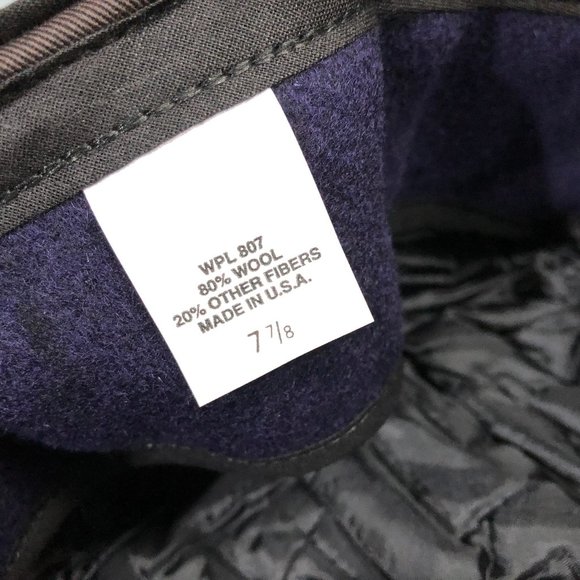 WPL 807
80% WOOL
20% OTHER FIBERS
MADE IN U.S.A.
7 7/8